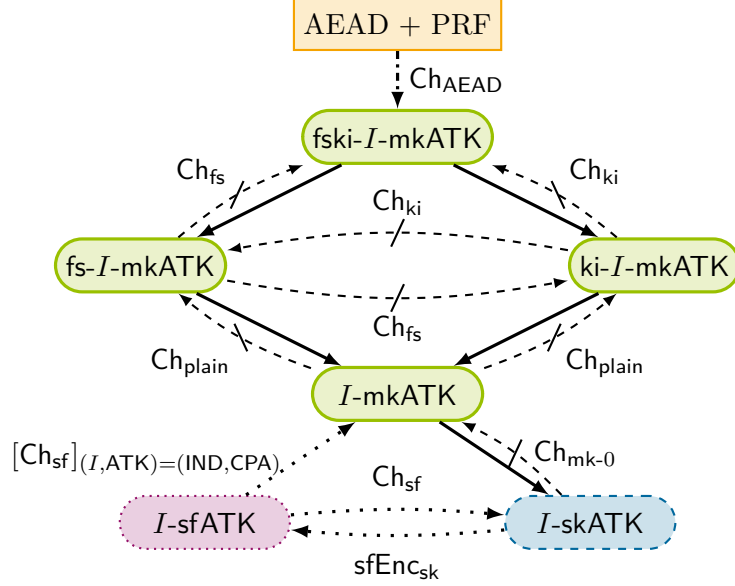 AEAD + PRF
Ch_AEAD
fski-I-mkATK
Ch_fs
Ch_ki
Ch_ki
fs-I-mkATK
ki-I-mkATK
Ch_fs
Ch_plain
Ch_plain
I-mkATK
[Ch_sf]_(I,ATK)=(IND,CPA)
Ch_mk-0
Ch_sf
I-sfATK
I-skATK
sfEnc_sk